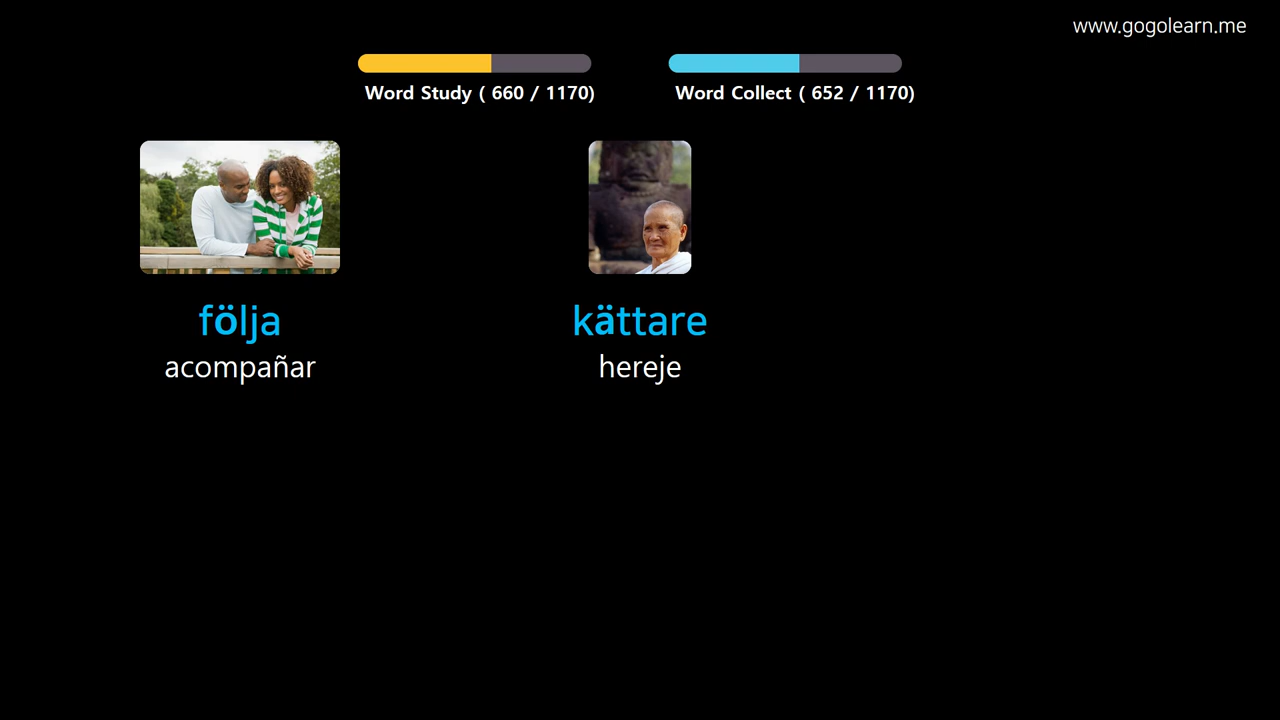 www.gogolearn.me
Word Study ( 660 / 1170)
Word Collect ( 652 / 1170)
följa
acompañar
kättare
hereje